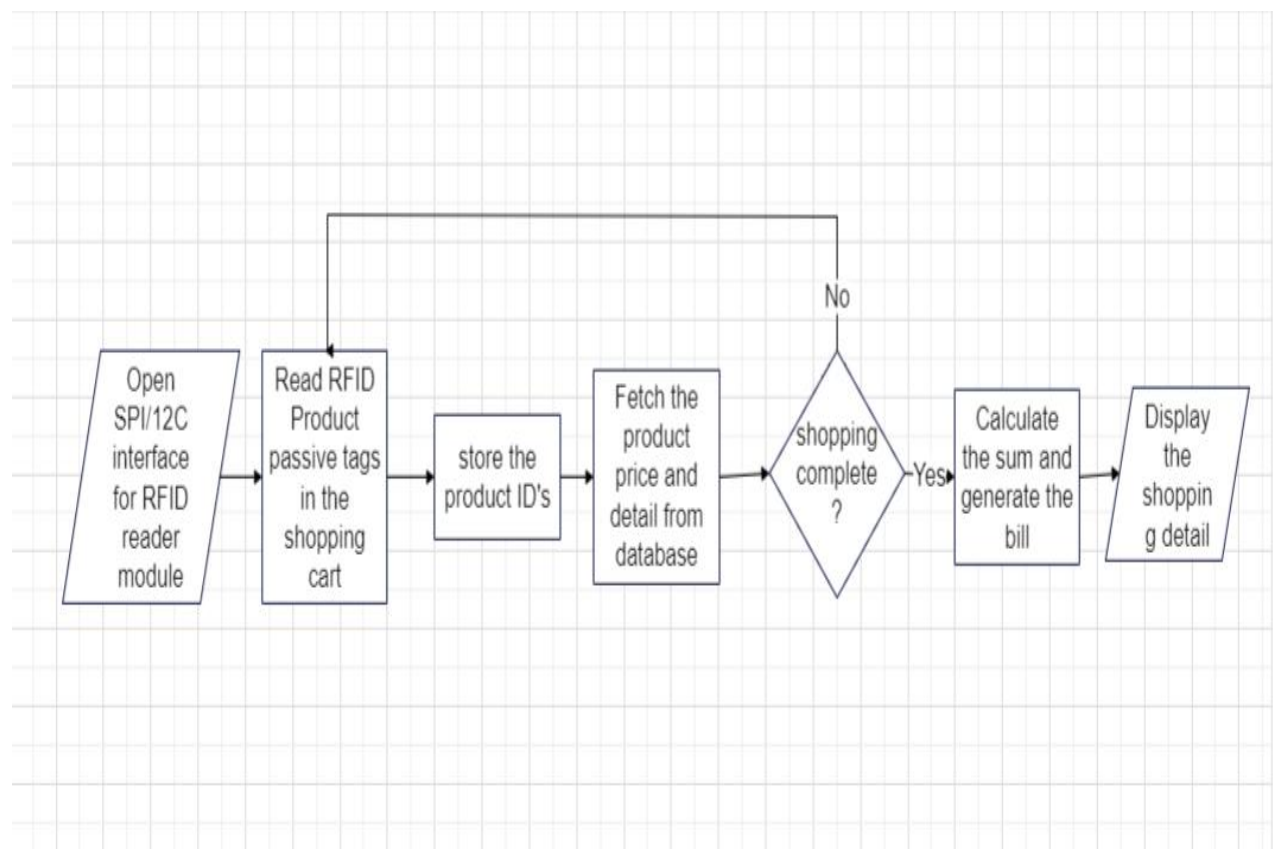 Open
SPI/12C
interface
for RFID
reader
module
Read RFID
Product
passive tags
in the
shopping
cart
store the
product ID's
Fetch the
product
price and
detail from
database
No
shopping
complete
?
Yes
Calculate
the sum and
generate the
bill
Display
the
shoppin
g detail